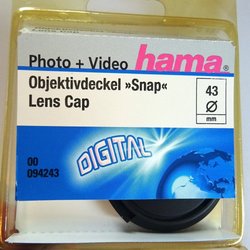 Photo + Video hama
Objektivdeckel »Snap«
Lens Cap
43
Ø
mm
DIGITAL
00
094243